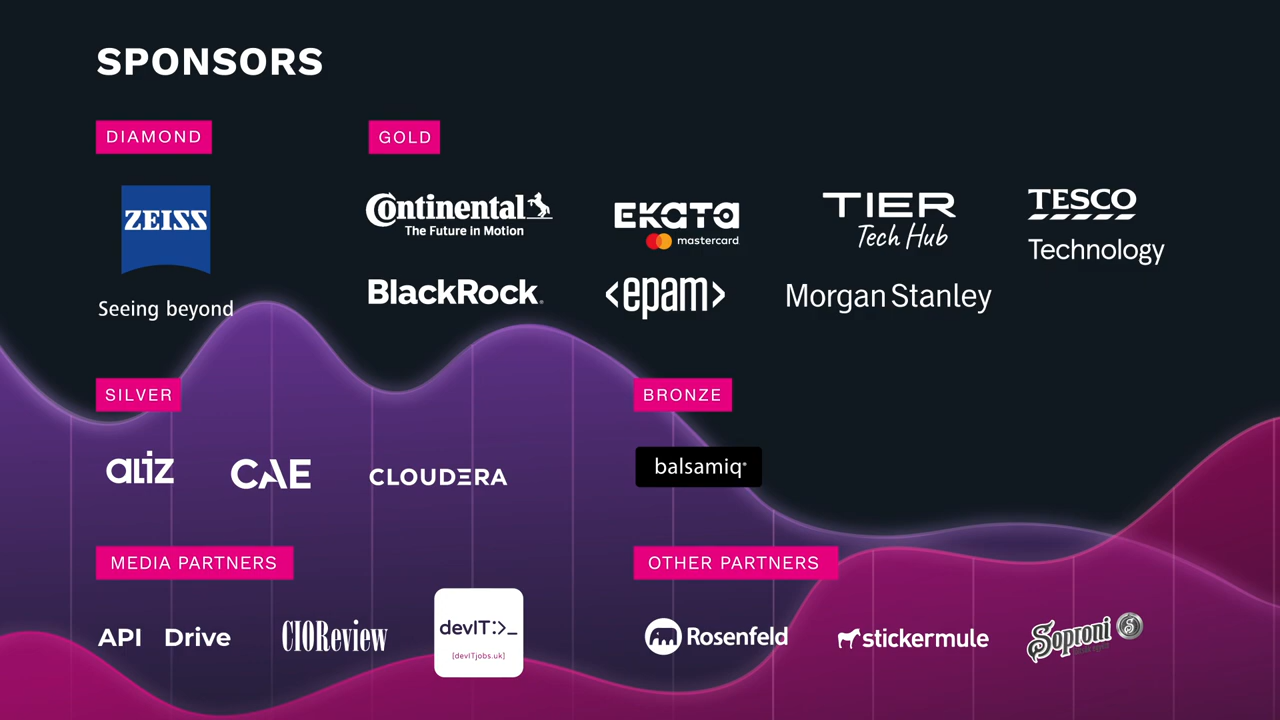 SPONSORS
DIAMOND
ZEISS
Seeing beyond
GOLD
Continental
The Future in Motion
EKATA
mastercard
TIER
Tech Hub
TESCO
Technology
BlackRock.
<epam>
Morgan Stanley
SILVER
aliz
CAE
CLOUDERA
BRONZE
balsamiq®
MEDIA PARTNERS
API Drive
CIOReview
devIT:>_
[devITjobs.uk]
OTHER PARTNERS
Rosenfeld
stickermule
Soproni
S